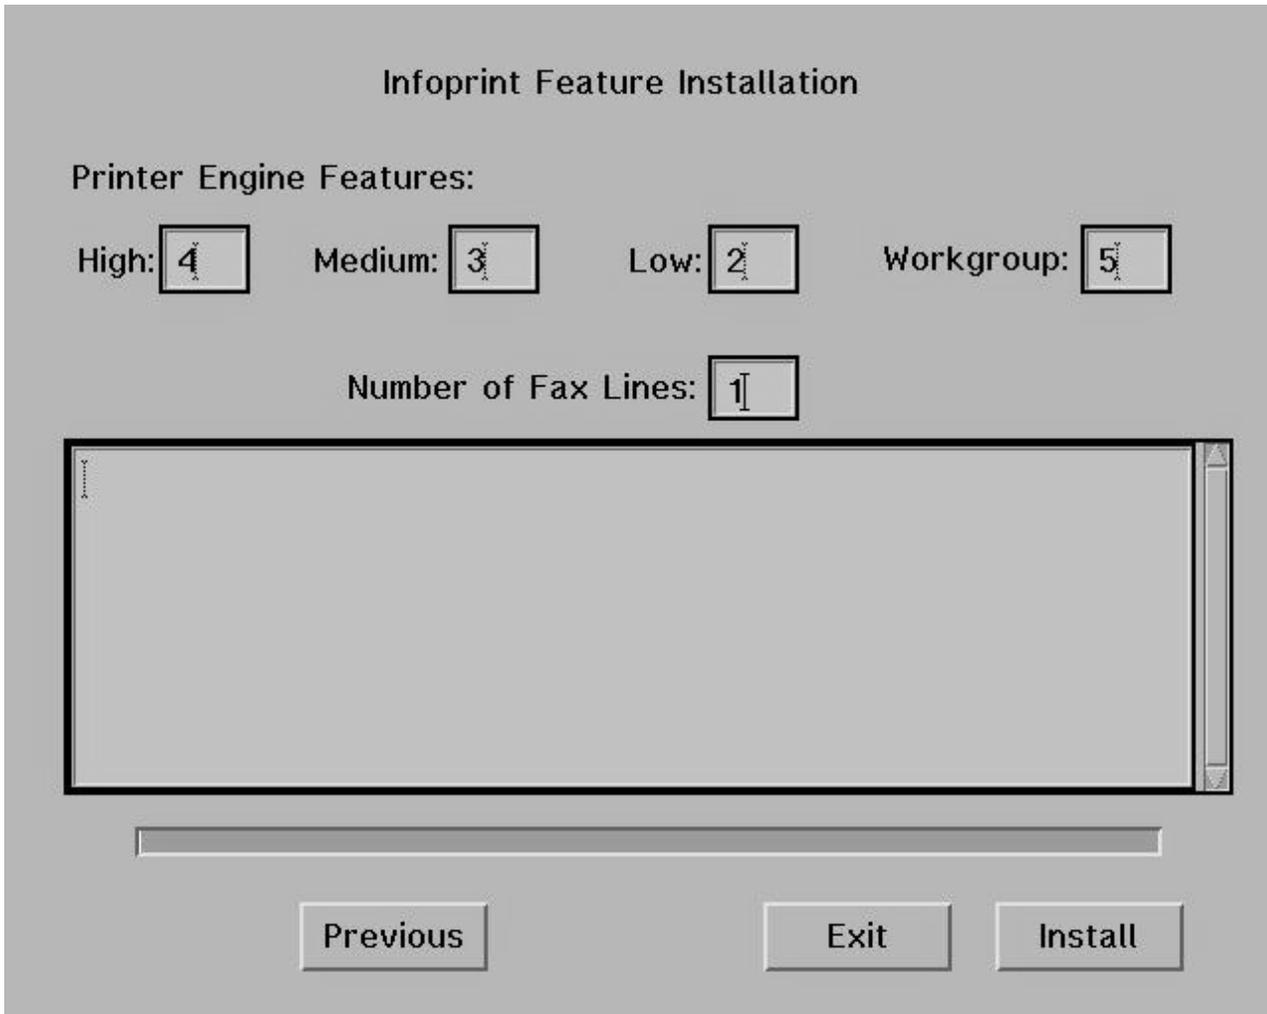 Infoprint Feature Installation
Printer Engine Features:
High: 4 Medium: 3 Low: 2 Workgroup: 5
Number of Fax Lines: 1
Previous Exit Install